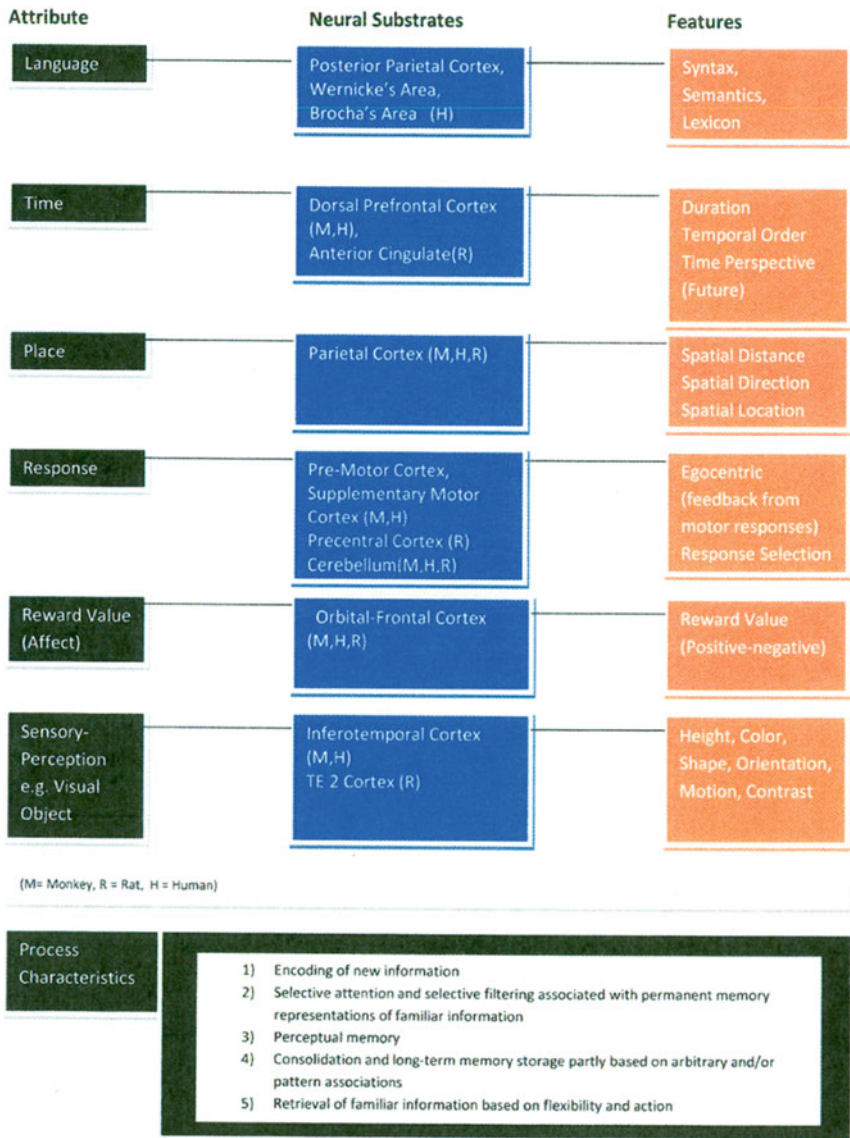 Attribute
Neural Substrates
Features
Language
Posterior Parietal Cortex,
Wernicke's Area,
Brocha's Area (H)
Syntax,
Semantics,
Lexicon
Time
Dorsal Prefrontal Cortex
(M,H),
Anterior Cingulate(R)
Duration
Temporal Order
Time Perspective
(Future)
Place
Parietal Cortex (M,H,R)
Spatial Distance
Spatial Direction
Spatial Location
Response
Pre-Motor Cortex,
Supplementary Motor
Cortex (M,H)
Precentral Cortex (R)
Cerebellum(M,H,R)
Egocentric
(feedback from
motor responses)
Response Selection
Reward Value
(Affect)
Orbital-Frontal Cortex
(M,H,R)
Reward Value
(Positive-negative)
Sensory-
Perception
e.g. Visual
Object
Inferotemporal Cortex
(M,H)
TE 2 Cortex (R)
Height, Color,
Shape, Orientation,
Motion, Contrast
(M= Monkey, R = Rat, H = Human)
Process
Characteristics
1) Encoding of new information
2) Selective attention and selective filtering associated with permanent memory
representations of familiar information
3) Perceptual memory
4) Consolidation and long-term memory storage partly based on arbitrary and/or
pattern associations
5) Retrieval of familiar information based on flexibility and action